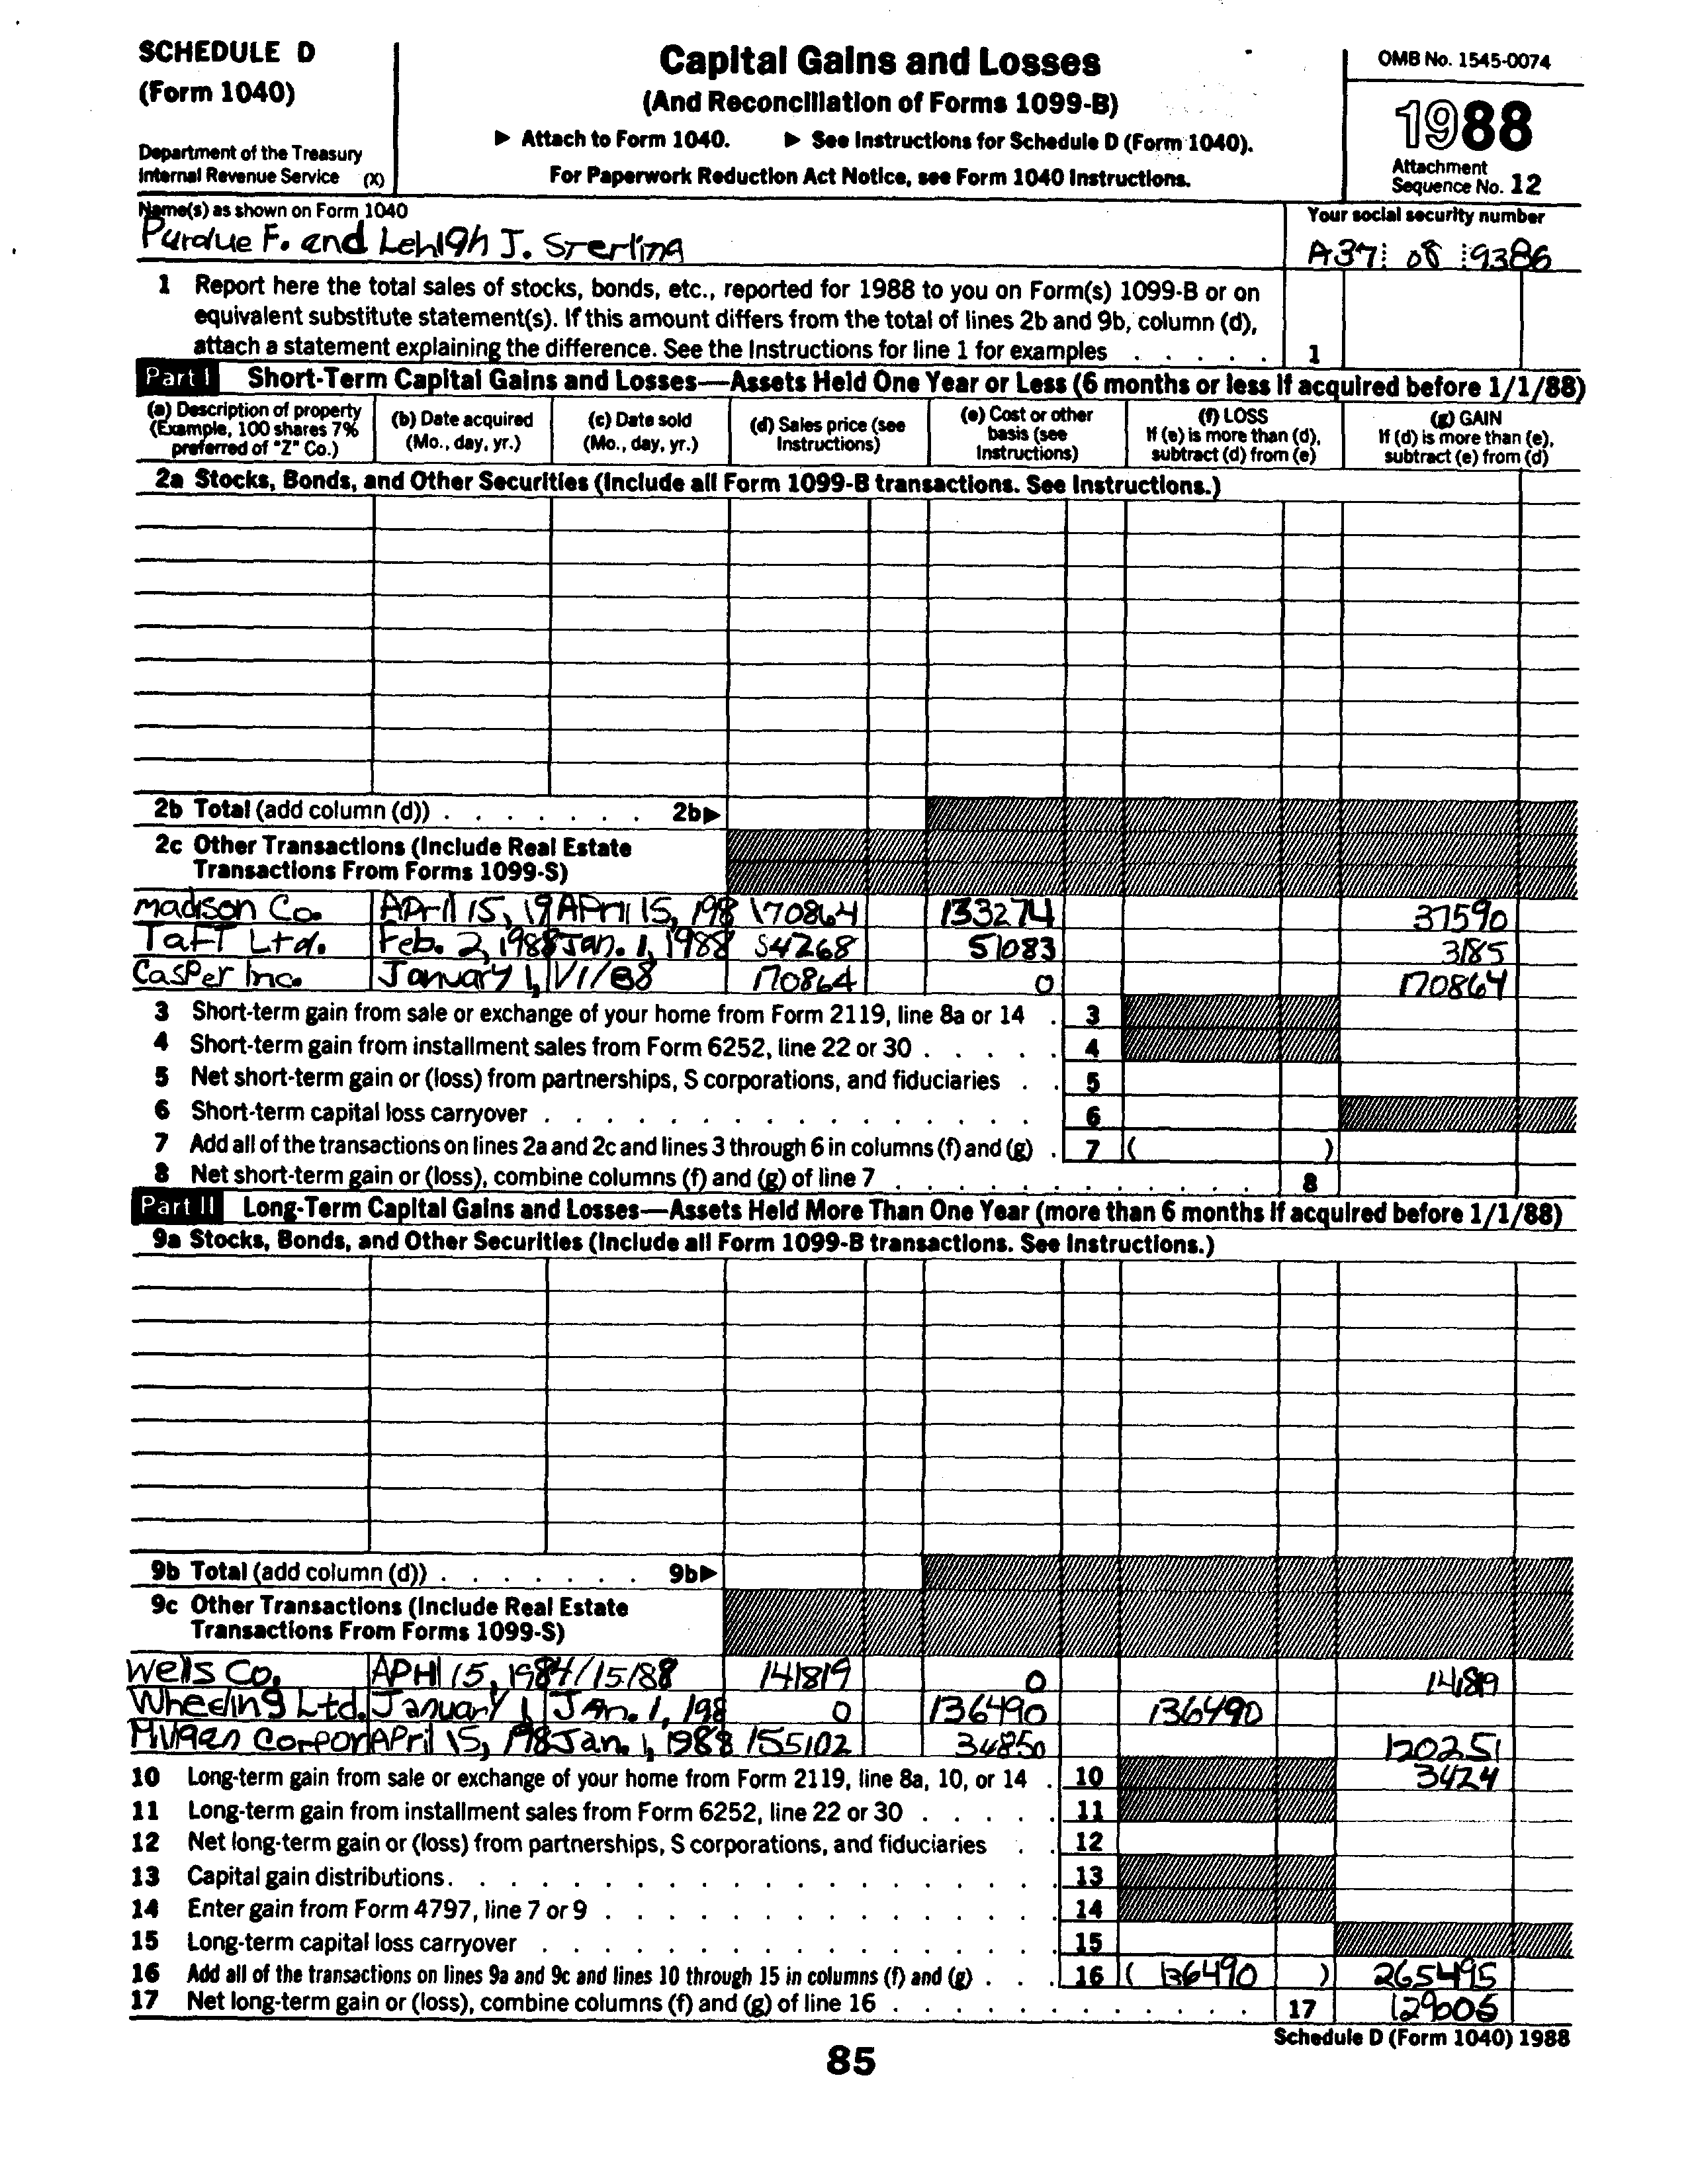 SCHEDULE D
(Form 1040)
Department of the Treasury
Internal Revenue Service (X)
Capital Gains and Losses
(And Reconciliation of Forms 1099-B)
▶ Attach to Form 1040. ▶ See Instructions for Schedule D (Form 1040).
For Paperwork Reduction Act Notice, see Form 1040 Instructions.
OMB No. 1545-0074
1988
Attachment
Sequence No. 12
Name(s) as shown on Form 1040
Purdue F. and Lehigh J. Sterling
Your social security number
A37 08 9386
1 Report here the total sales of stocks, bonds, etc., reported for 1988 to you on Form(s) 1099-B or on
equivalent substitute statement(s). If this amount differs from the total of lines 2b and 9b, column (d),
attach a statement explaining the difference. See the Instructions for line 1 for examples . . . . . 1
Part I Short-Term Capital Gains and Losses—Assets Held One Year or Less (6 months or less if acquired before 1/1/88)
(a) Description of property (Example, 100 shares 7% preferred of "Z" Co.) (b) Date acquired (Mo., day, yr.) (c) Date sold (Mo., day, yr.) (d) Sales price (see Instructions) (e) Cost or other basis (see Instructions) (f) LOSS If (e) is more than (d), subtract (d) from (e) (g) GAIN If (d) is more than (e), subtract (e) from (d)
2a Stocks, Bonds, and Other Securities (Include all Form 1099-B transactions. See Instructions.)
2b Total (add column (d)) . . . . . . . 2b▶
2c Other Transactions (Include Real Estate
Transactions From Forms 1099-S)
Madison Co. April 15, 19 April 15, 198 170864 133274 37590
Taft Ltd. Feb. 2, 1988 Jan. 1, 1988 54268 51083 3185
Casper Inc. January 1, 1/1/88 170864 0 170864
3 Short-term gain from sale or exchange of your home from Form 2119, line 8a or 14 . 3
4 Short-term gain from installment sales from Form 6252, line 22 or 30 . . . . . 4
5 Net short-term gain or (loss) from partnerships, S corporations, and fiduciaries . . 5
6 Short-term capital loss carryover . . . . . . . . . . . . . . . 6
7 Add all of the transactions on lines 2a and 2c and lines 3 through 6 in columns (f) and (g) . 7 ( )
8 Net short-term gain or (loss), combine columns (f) and (g) of line 7 . . . . . . . . . . . . 8
Part II Long-Term Capital Gains and Losses—Assets Held More Than One Year (more than 6 months if acquired before 1/1/88)
9a Stocks, Bonds, and Other Securities (Include all Form 1099-B transactions. See Instructions.)
9b Total (add column (d)) . . . . . . . 9b▶
9c Other Transactions (Include Real Estate
Transactions From Forms 1099-S)
Wells Co. April 15, 198 4/15/88 141819 0 141819
Wheeling Ltd. January 1, Jan. 1, 198 0 136490 136490
Corpor April 15, 198 Jan. 1, 1988 155102 34850 120251
10 Long-term gain from sale or exchange of your home from Form 2119, line 8a, 10, or 14 . 10 3424
11 Long-term gain from installment sales from Form 6252, line 22 or 30 . . . . . 11
12 Net long-term gain or (loss) from partnerships, S corporations, and fiduciaries . . 12
13 Capital gain distributions . . . . . . . . . . . . . . . . . . . 13
14 Enter gain from Form 4797, line 7 or 9 . . . . . . . . . . . . . . 14
15 Long-term capital loss carryover . . . . . . . . . . . . . . . . 15
16 Add all of the transactions on lines 9a and 9c and lines 10 through 15 in columns (f) and (g) . . . 16 ( 136490 ) 265495
17 Net long-term gain or (loss), combine columns (f) and (g) of line 16 . . . . . . . . . . . . 17 129005
Schedule D (Form 1040) 1988
85